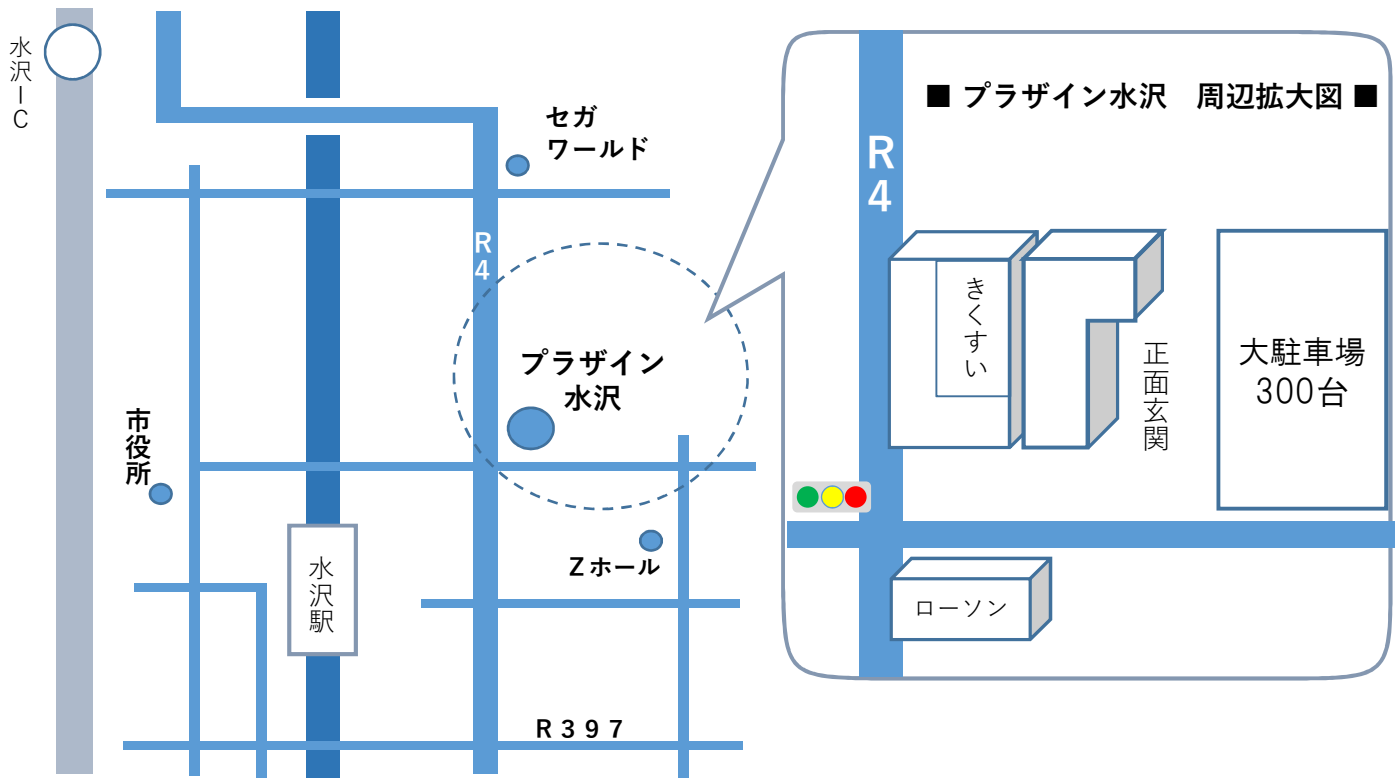 水沢IC
セガ
ワールド
R4
プラザイン
水沢
市役所
水沢駅
Zホール
R397
■ プラザイン水沢　周辺拡大図 ■
R4
きくすい
正面玄関
大駐車場
300台
ローソン